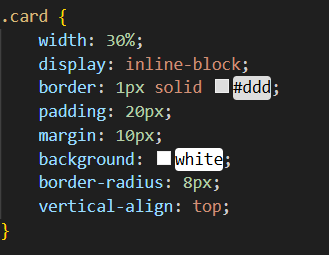 .card {
width: 30%;
display: inline-block;
border: 1px solid #ddd;
padding: 20px;
margin: 10px;
background: white;
border-radius: 8px;
vertical-align: top;
}